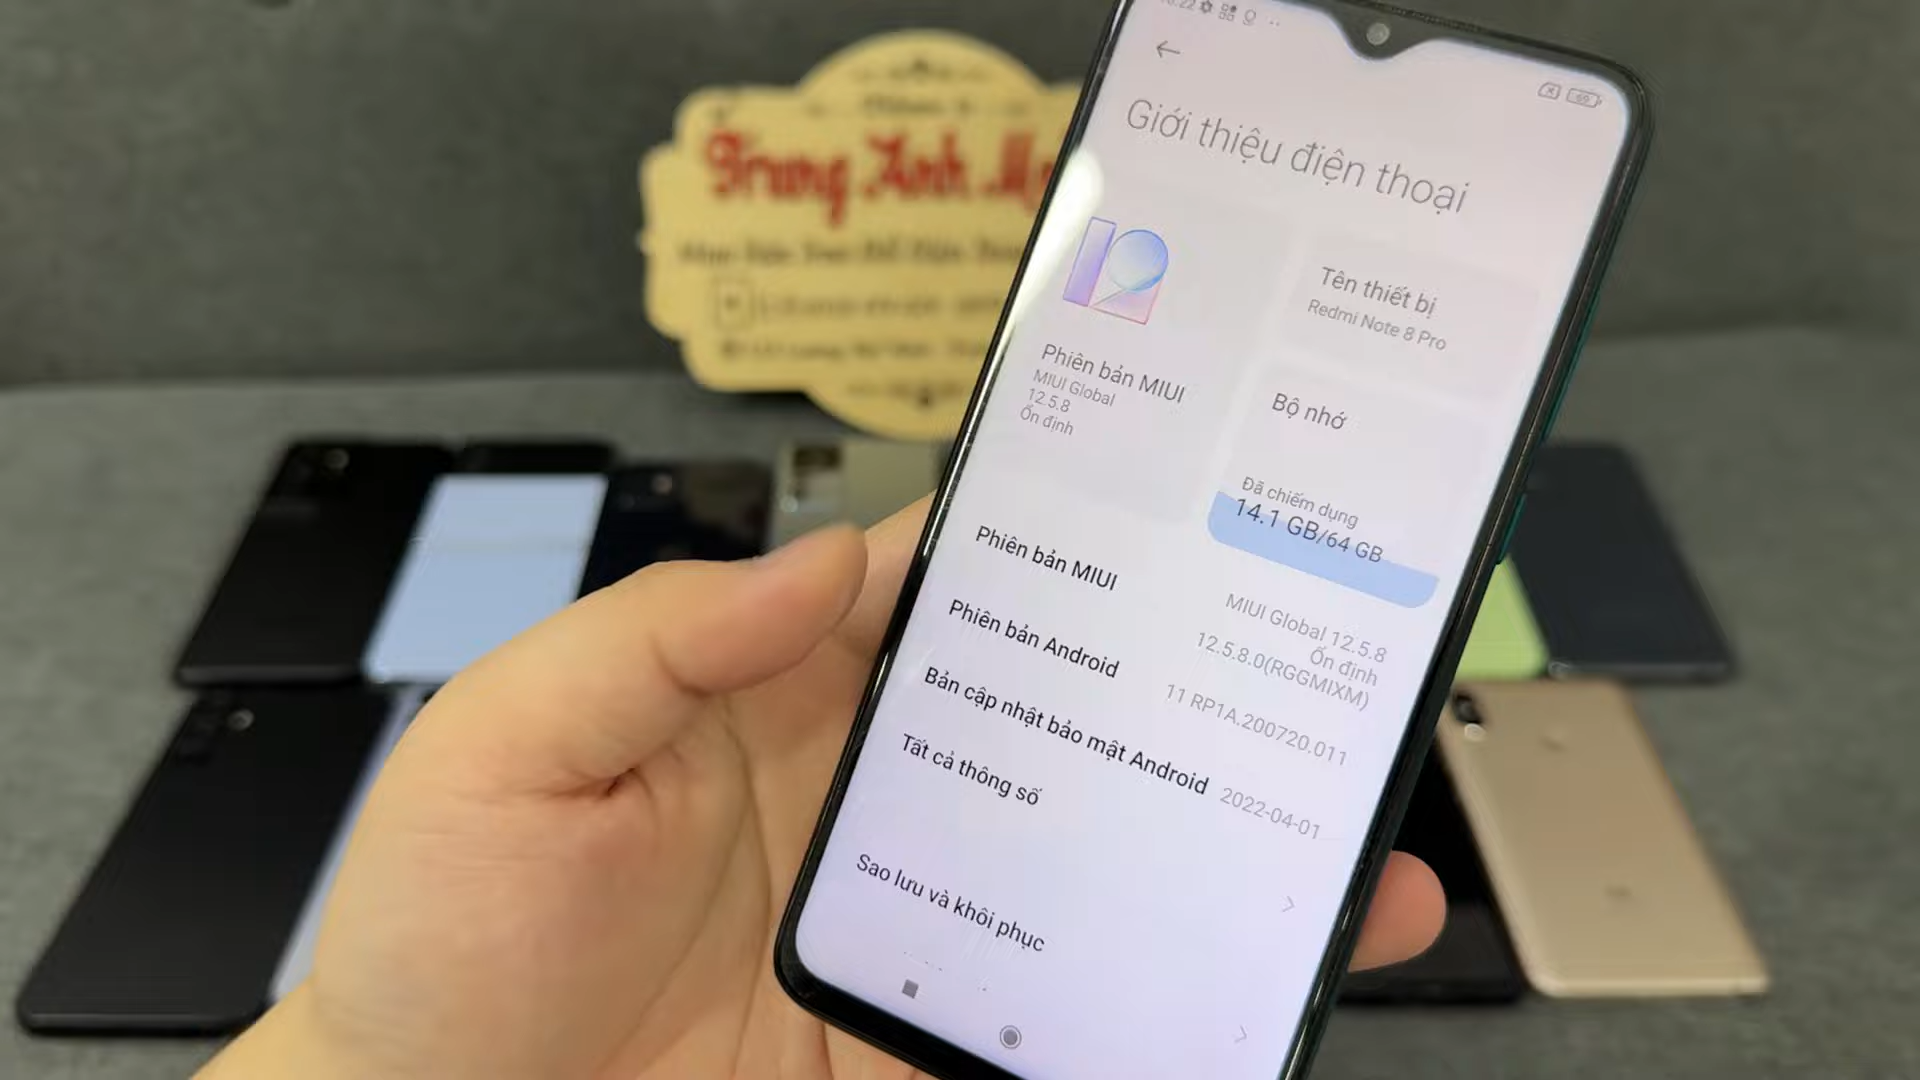 Trung Anh
69
Giới thiệu điện thoại
Tên thiết bị
Redmi Note 8 Pro
Phiên bản MIUI
MIUI Global
12.5.8
Ổn định
Bộ nhớ
Đã chiếm dụng
14.1 GB/64 GB
Phiên bản MIUI
MIUI Global 12.5.8
Ổn định
12.5.8.0(RGGMIXM)
Phiên bản Android
11 RP1A.200720.011
Bản cập nhật bảo mật Android
2022-04-01
Tất cả thông số
Sao lưu và khôi phục